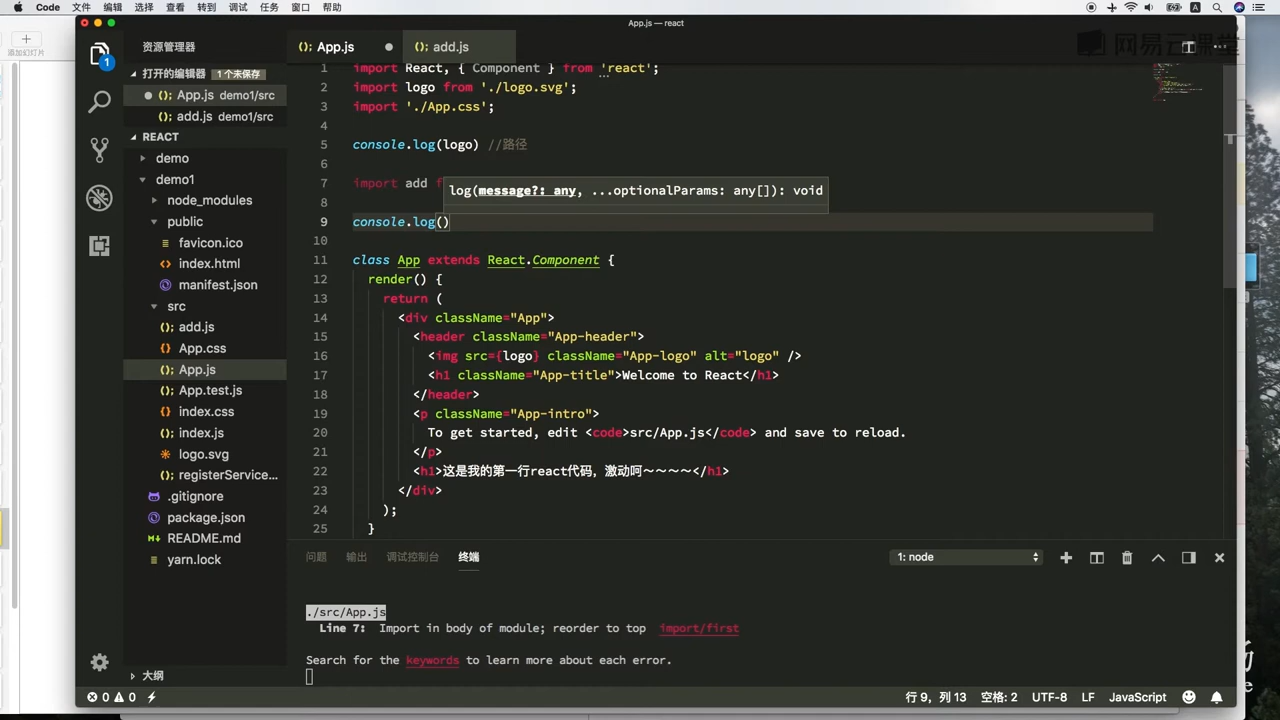 Code 文件 编辑 选择 查看 转到 调试 任务 窗口 帮助
App.js — react
添加幻灯片
网易云课堂
资源管理器
打开的编辑器 1 个未保存
App.js demo1/src
add.js demo1/src
REACT
demo
demo1
node_modules
public
favicon.ico
index.html
manifest.json
src
add.js
App.css
App.js
App.test.js
index.css
index.js
logo.svg
registerService...
.gitignore
package.json
README.md
yarn.lock
大纲
App.js
add.js
1 import React, { Component } from 'react';
2 import logo from './logo.svg';
3 import './App.css';
4
5 console.log(logo) //路径
6
7 import add f
log(message?: any, ...optionalParams: any[]): void
8
9 console.log()
10
11 class App extends React.Component {
12 render() {
13 return (
14 <div className="App">
15 <header className="App-header">
16 <img src={logo} className="App-logo" alt="logo" />
17 <h1 className="App-title">Welcome to React</h1>
18 </header>
19 <p className="App-intro">
20 To get started, edit <code>src/App.js</code> and save to reload.
21 </p>
22 <h1>这是我的第一行react代码，激动呵～～～～</h1>
23 </div>
24 );
25 }
问题 输出 调试控制台 终端
1: node
./src/App.js
Line 7: Import in body of module; reorder to top import/first
Search for the keywords to learn more about each error.
0 0
行 9，列 13 空格: 2 UTF-8 LF JavaScript
1